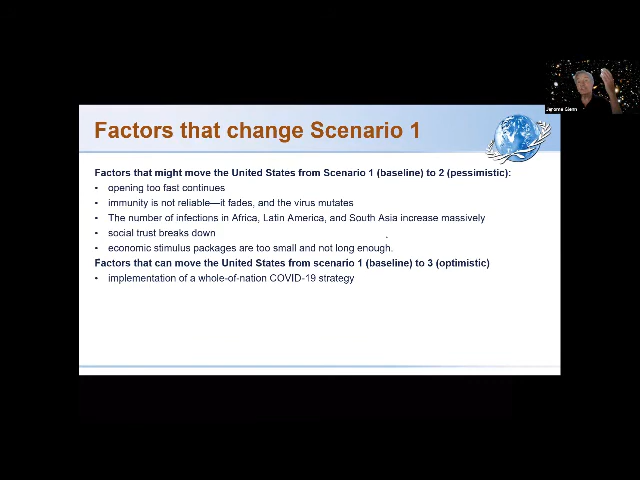 Jerome Glenn
Factors that change Scenario 1
Factors that might move the United States from Scenario 1 (baseline) to 2 (pessimistic):
• opening too fast continues
• immunity is not reliable—it fades, and the virus mutates
• The number of infections in Africa, Latin America, and South Asia increase massively
• social trust breaks down
• economic stimulus packages are too small and not long enough.
Factors that can move the United States from scenario 1 (baseline) to 3 (optimistic)
• implementation of a whole-of-nation COVID-19 strategy